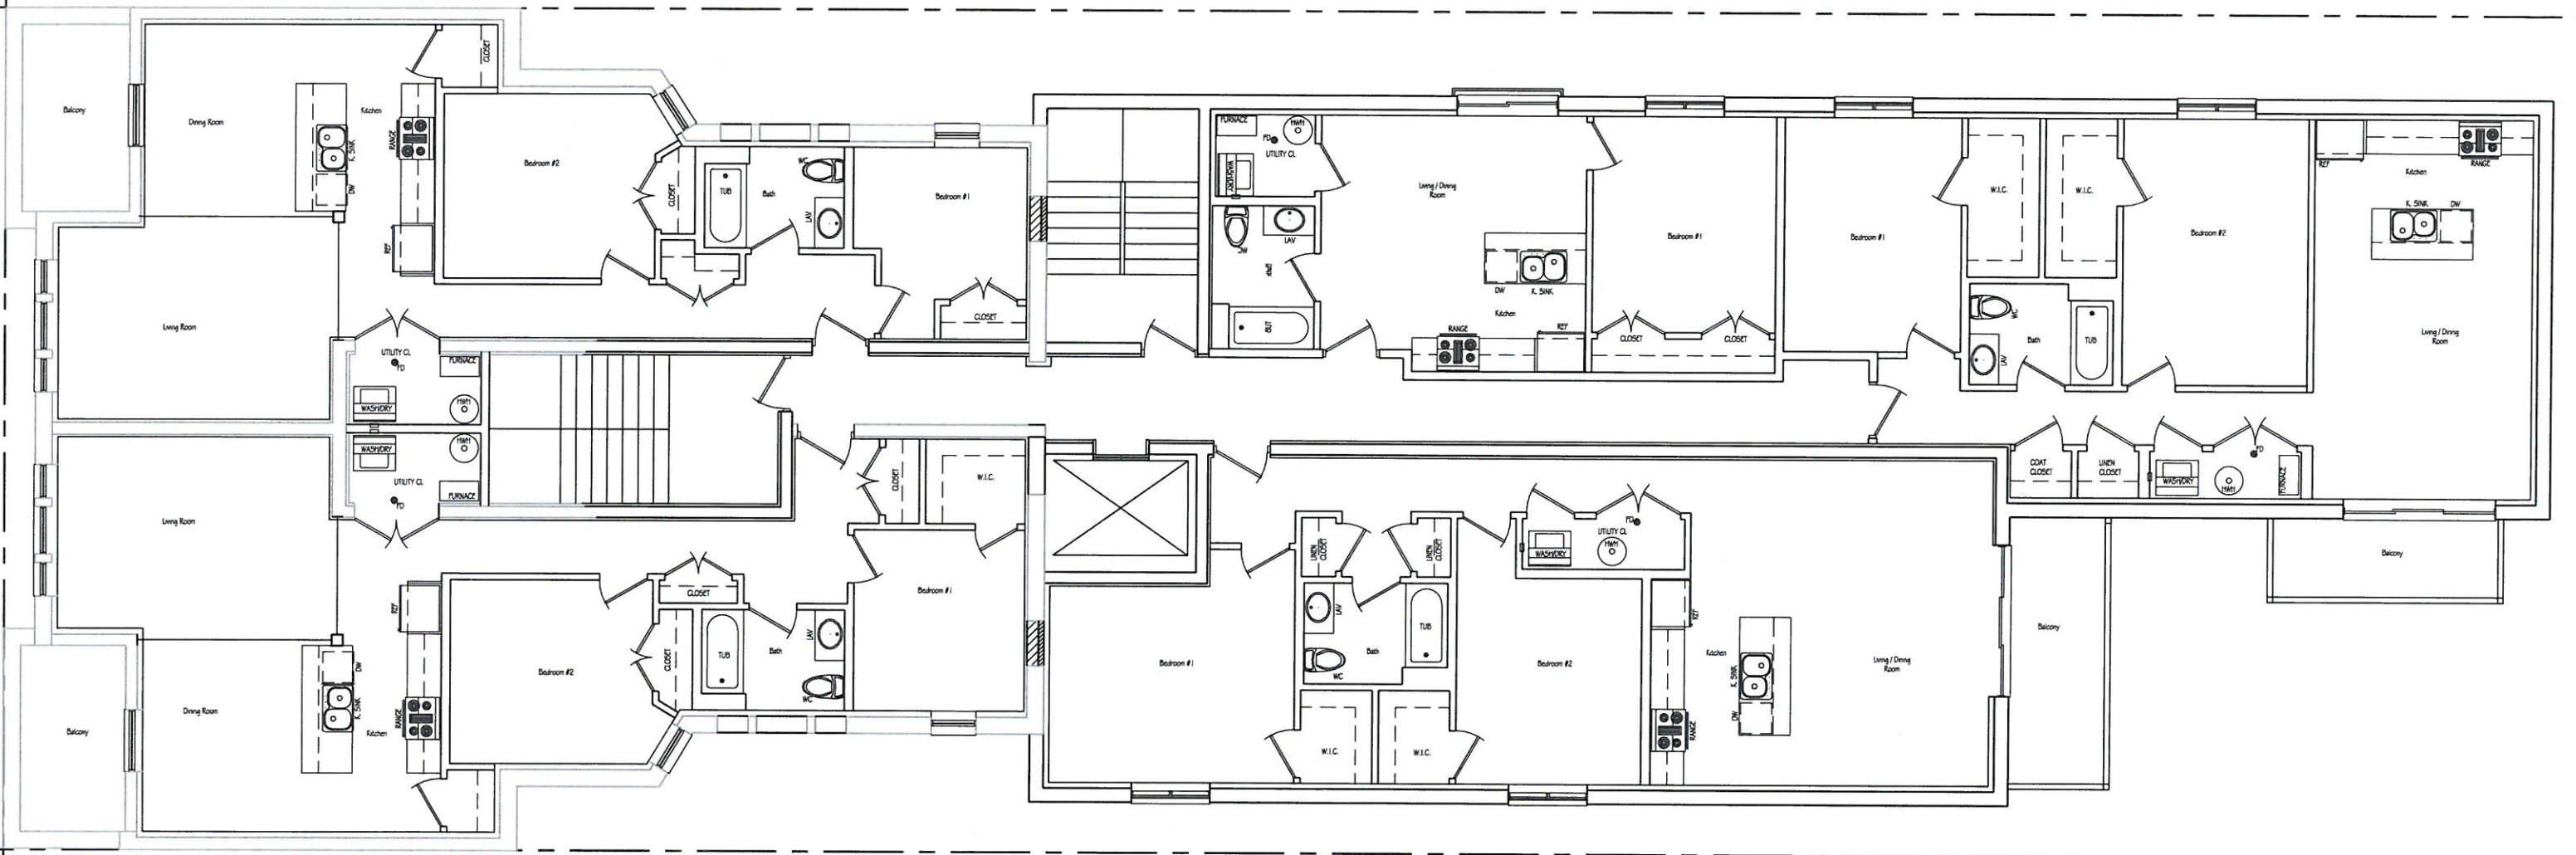 Balcony
Dining Room
Kitchen
K. SINK
DW
RANGE
REF
CLOSET
Bedroom #2
CLOSET
TUB
Bath
WC
LAV
Bedroom #1
CLOSET
Living Room
UTILITY CL
FD
FURNACE
WASH/DRY
HWH
WASH/DRY
HWH
UTILITY CL
FD
FURNACE
Living Room
Dining Room
Balcony
Kitchen
DW
K. SINK
RANGE
REF
Bedroom #2
CLOSET
CLOSET
TUB
Bath
LAV
WC
Bedroom #1
CLOSET
W.I.C.
FURNACE
HWH
FD
UTILITY CL
WASH/DRY
WC
LAV
Bath
TUB
Living / Dining
Room
DW
K. SINK
Kitchen
RANGE
REF
Bedroom #1
CLOSET
CLOSET
Bedroom #1
W.I.C.
W.I.C.
WC
LAV
Bath
TUB
Bedroom #2
REF
RANGE
Kitchen
K. SINK
DW
Living / Dining
Room
COAT
CLOSET
LINEN
CLOSET
WASH/DRY
HWH
FD
FURNACE
Balcony
Bedroom #1
LINEN
CLOSET
LINEN
CLOSET
LAV
TUB
Bath
WC
W.I.C.
W.I.C.
Bedroom #2
WASH/DRY
UTILITY CL
HWH
FD
REF
RANGE
Kitchen
K. SINK
DW
Living / Dining
Room
Balcony